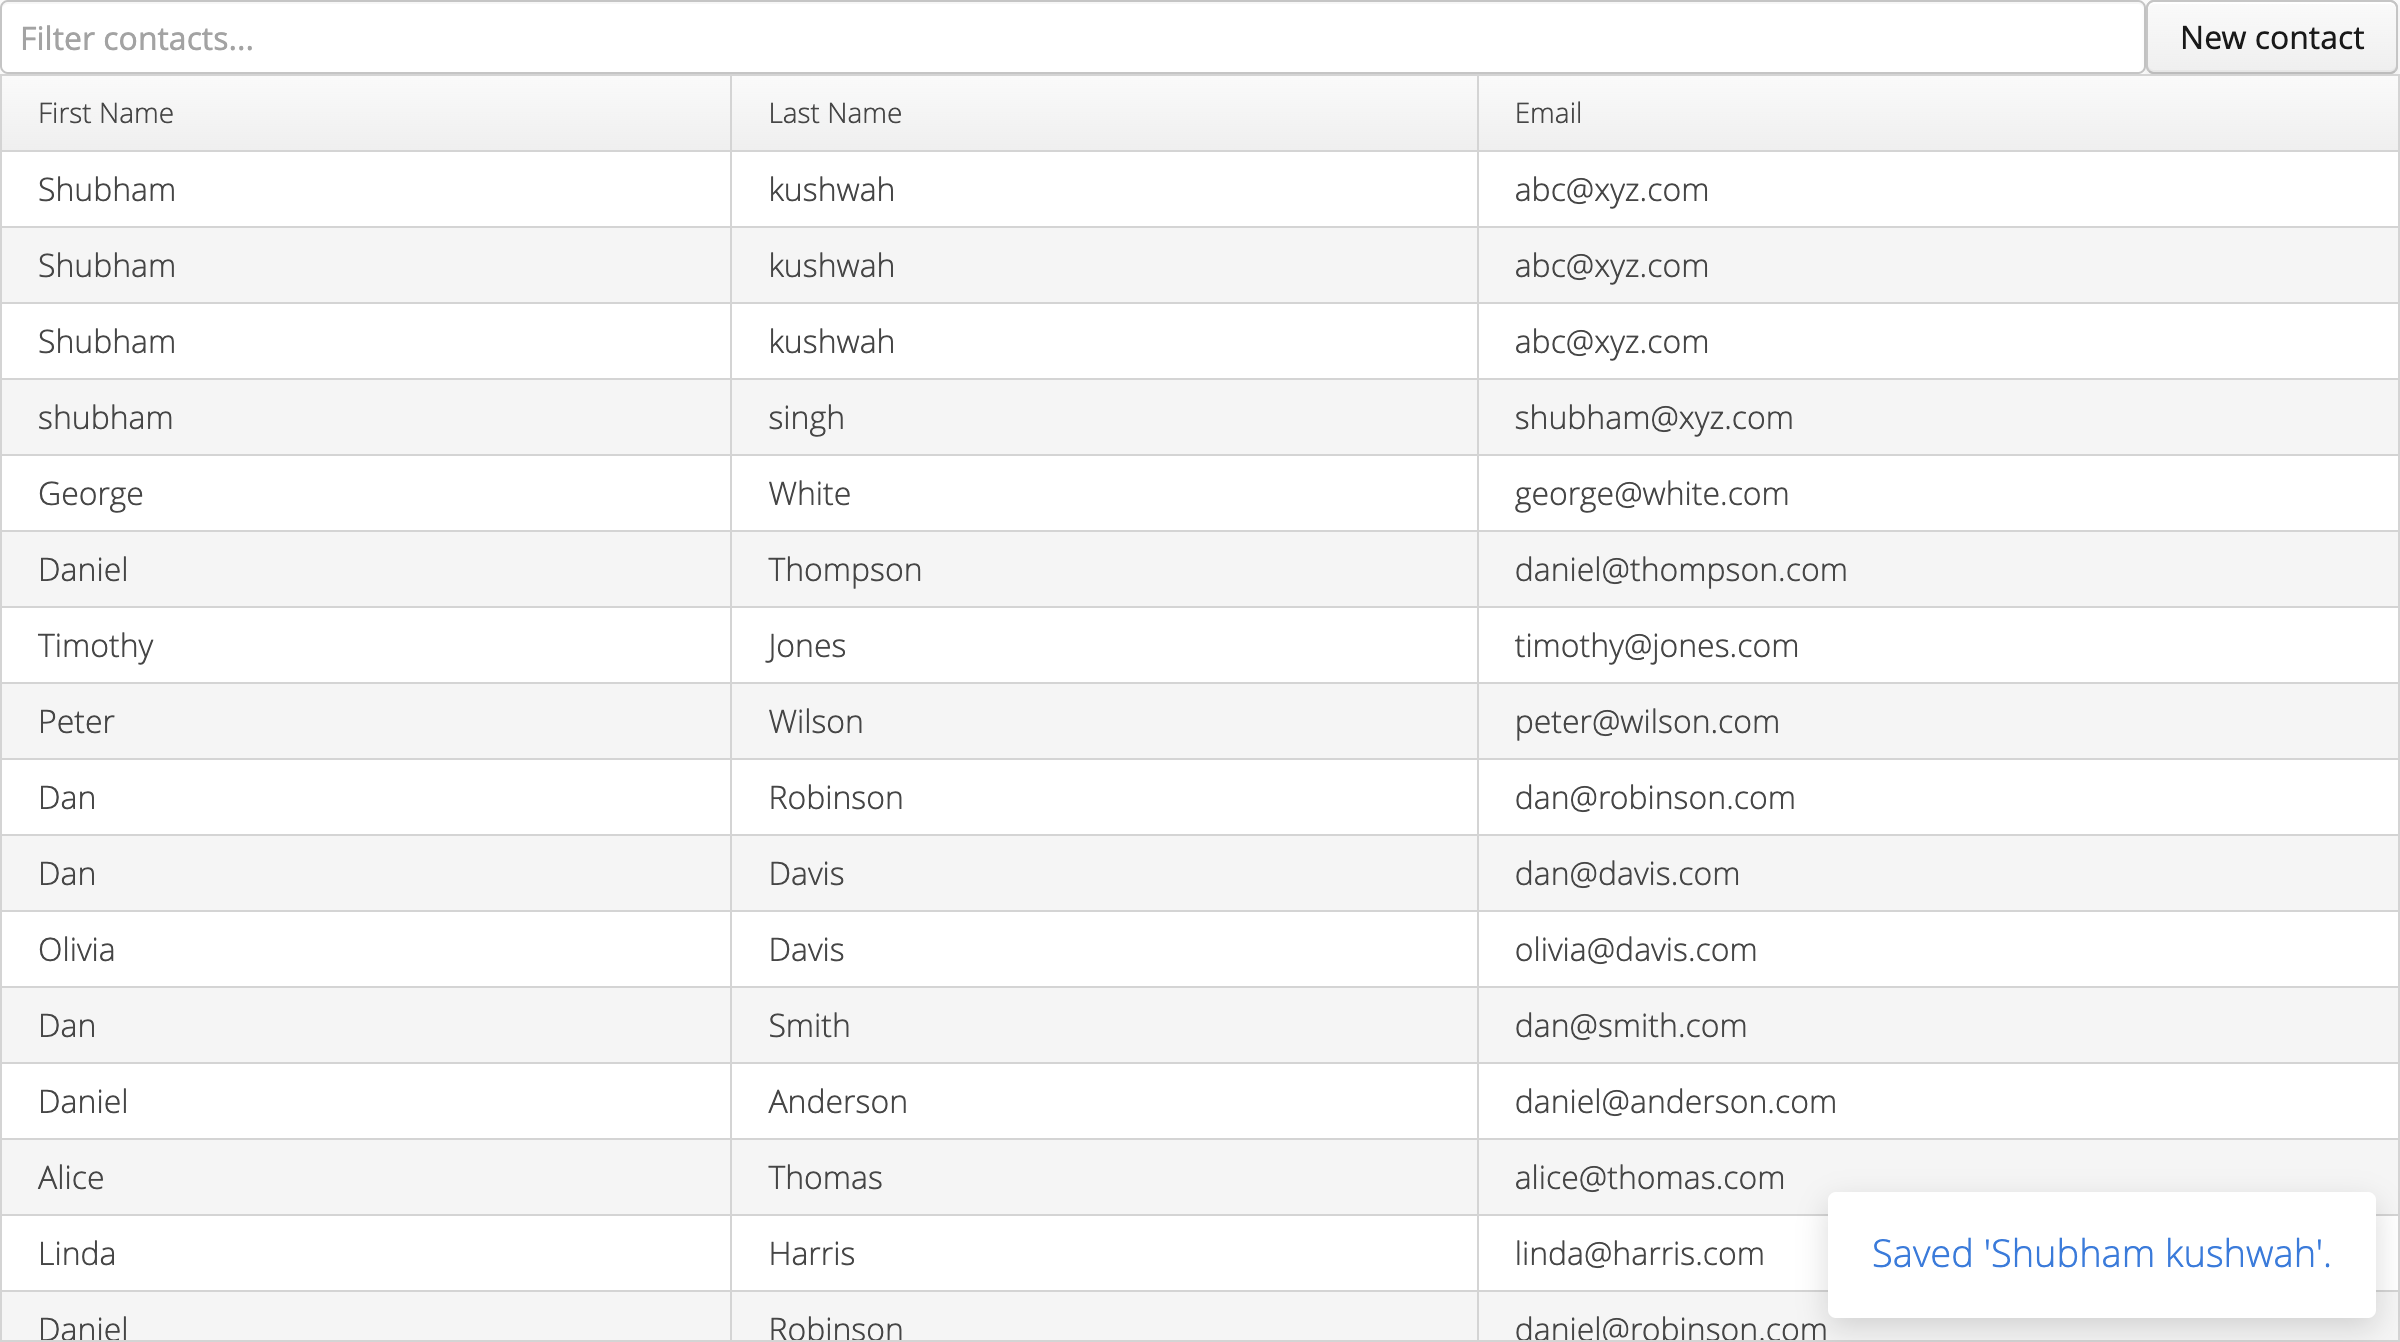 Filter contacts...
New contact
First Name Last Name Email
Shubham kushwah abc@xyz.com
Shubham kushwah abc@xyz.com
Shubham kushwah abc@xyz.com
shubham singh shubham@xyz.com
George White george@white.com
Daniel Thompson daniel@thompson.com
Timothy Jones timothy@jones.com
Peter Wilson peter@wilson.com
Dan Robinson dan@robinson.com
Dan Davis dan@davis.com
Olivia Davis olivia@davis.com
Dan Smith dan@smith.com
Daniel Anderson daniel@anderson.com
Alice Thomas alice@thomas.com
Linda Harris linda@harris.com
Saved 'Shubham kushwah'.
Daniel Robinson daniel@robinson.com